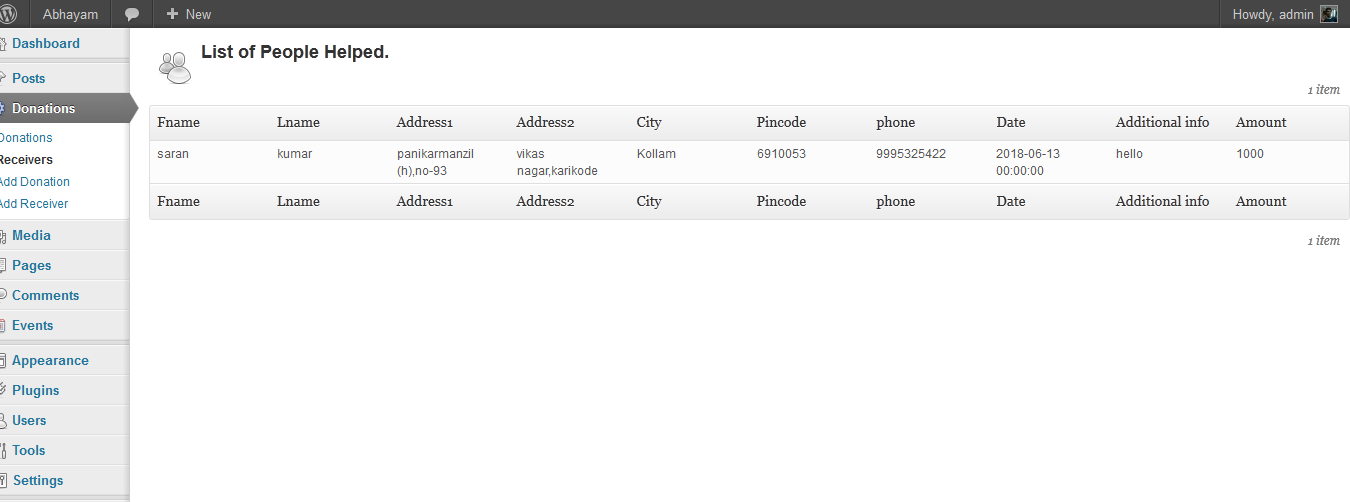 Abhayam New Howdy, admin
Dashboard
Posts
Donations
Donations
Receivers
Add Donation
Add Receiver
Media
Pages
Comments
Events
Appearance
Plugins
Users
Tools
Settings
List of People Helped.
1 item
Fname Lname Address1 Address2 City Pincode phone Date Additional info Amount
saran kumar panikarmanzil vikas Kollam 6910053 9995325422 2018-06-13 hello 1000
(h),no-93 nagar,karikode 00:00:00
Fname Lname Address1 Address2 City Pincode phone Date Additional info Amount
1 item